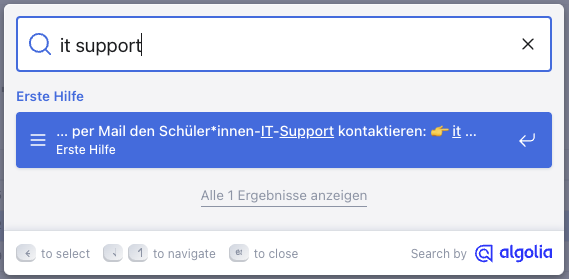 it support
Erste Hilfe
... per Mail den Schüler*innen-IT-Support kontaktieren: 👉 it ...
Erste Hilfe
Alle 1 Ergebnisse anzeigen
to select to navigate to close Search by algolia